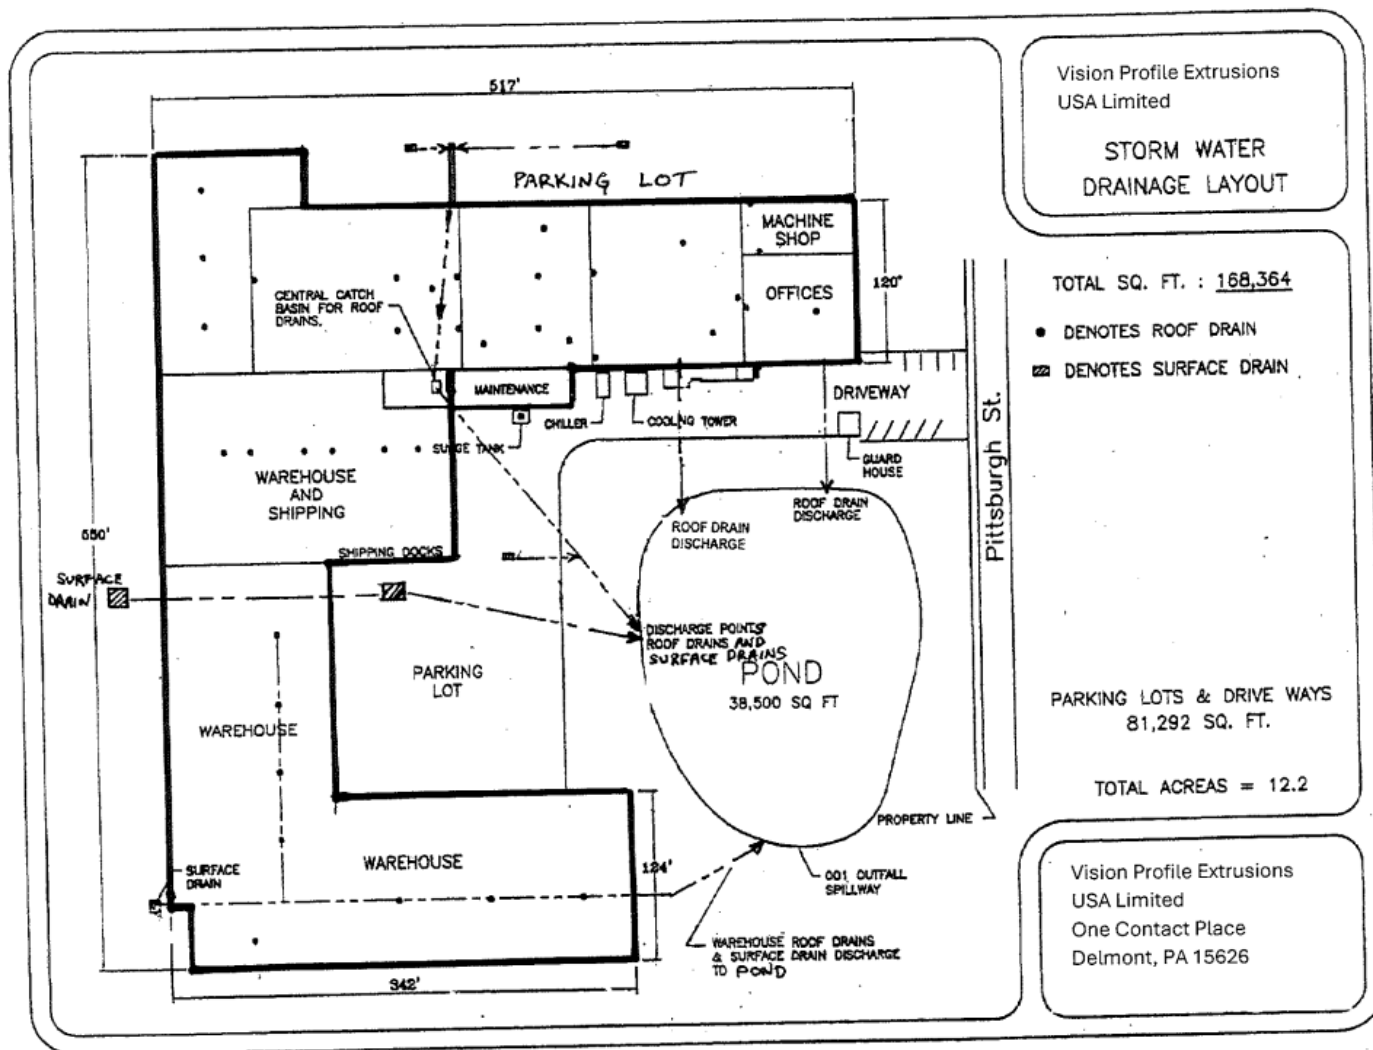 Vision Profile Extrusions
USA Limited
STORM WATER
DRAINAGE LAYOUT
517'
PARKING LOT
MACHINE
SHOP
OFFICES
120'
CENTRAL CATCH
BASIN FOR ROOF
DRAINS.
MAINTENANCE
SURGE TANK
CHILLER
COOLING TOWER
DRIVEWAY
GUARD
HOUSE
Pittsburgh St.
TOTAL SQ. FT. : 168,364
DENOTES ROOF DRAIN
DENOTES SURFACE DRAIN
WAREHOUSE
AND
SHIPPING
SHIPPING DOCKS
550'
SURFACE
DRAIN
ROOF DRAIN
DISCHARGE
ROOF DRAIN
DISCHARGE
DISCHARGE POINTS
ROOF DRAINS AND
SURFACE DRAINS
POND
38,500 SQ FT
PARKING
LOT
WAREHOUSE
PARKING LOTS & DRIVE WAYS
81,292 SQ. FT.
TOTAL ACREAS = 12.2
PROPERTY LINE
WAREHOUSE
124'
SURFACE
DRAIN
001 OUTFALL
SPILLWAY
WAREHOUSE ROOF DRAINS
& SURFACE DRAIN DISCHARGE
TO POND
342'
Vision Profile Extrusions
USA Limited
One Contact Place
Delmont, PA 15626